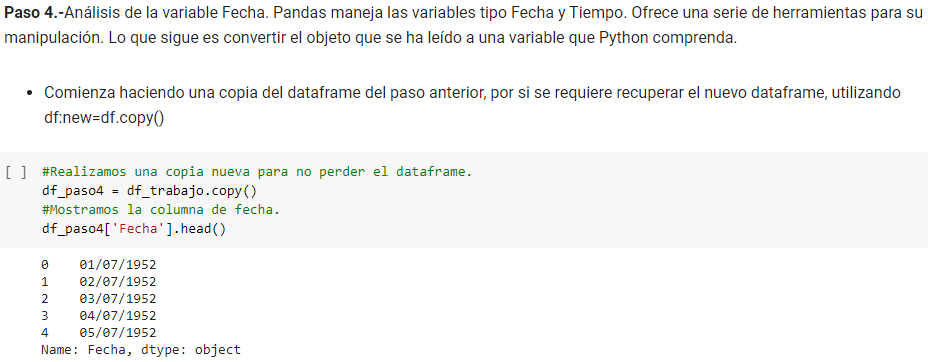 Paso 4.-Análisis de la variable Fecha. Pandas maneja las variables tipo Fecha y Tiempo. Ofrece una serie de herramientas para su
manipulación. Lo que sigue es convertir el objeto que se ha leído a una variable que Python comprenda.
• Comienza haciendo una copia del dataframe del paso anterior, por si se requiere recuperar el nuevo dataframe, utilizando
df:new=df.copy()
[ ] #Realizamos una copia nueva para no perder el dataframe.
df_paso4 = df_trabajo.copy()
#Mostramos la columna de fecha.
df_paso4['Fecha'].head()
0    01/07/1952
1    02/07/1952
2    03/07/1952
3    04/07/1952
4    05/07/1952
Name: Fecha, dtype: object